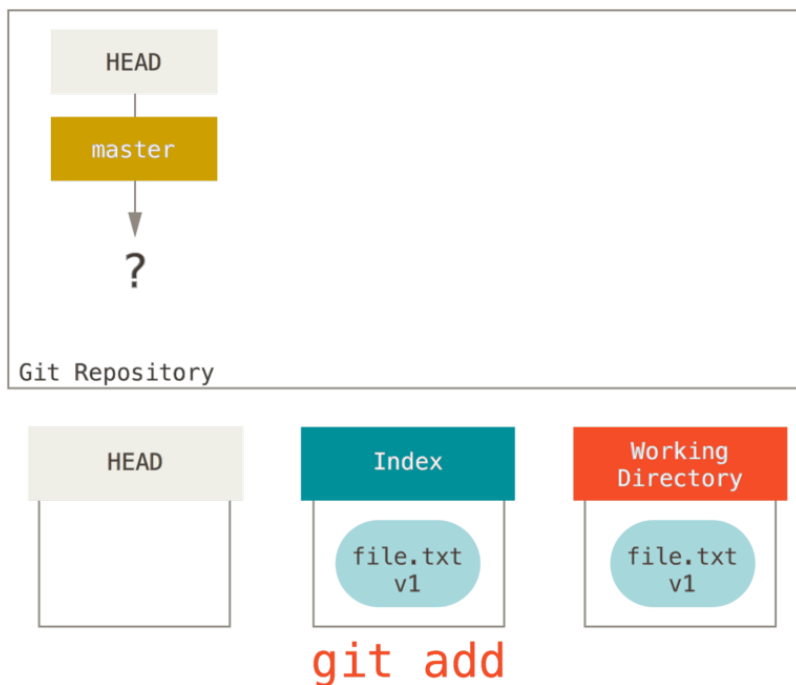 HEAD
master
?
Git Repository
HEAD
Index
Working
Directory
file.txt
v1
file.txt
v1
git add